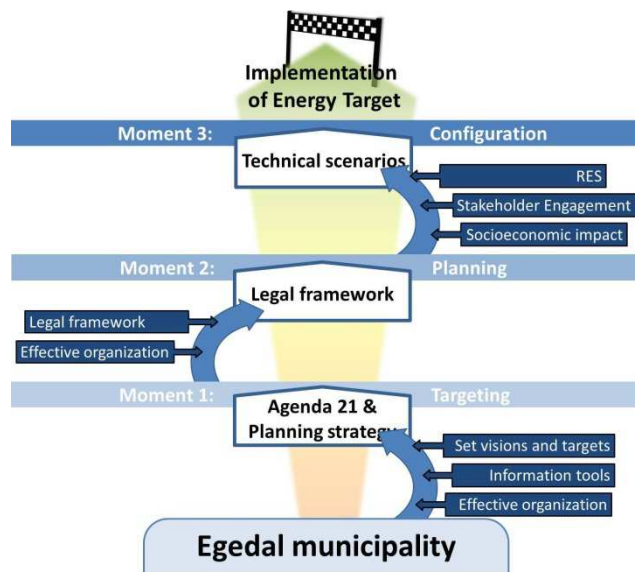 Implementation
of Energy Target
Moment 3:
Configuration
Technical scenarios
RES
Stakeholder Engagement
Socioeconomic impact
Moment 2:
Planning
Legal framework
Legal framework
Effective organization
Moment 1:
Targeting
Agenda 21 &
Planning strategy
Set visions and targets
Information tools
Effective organization
Egedal municipality